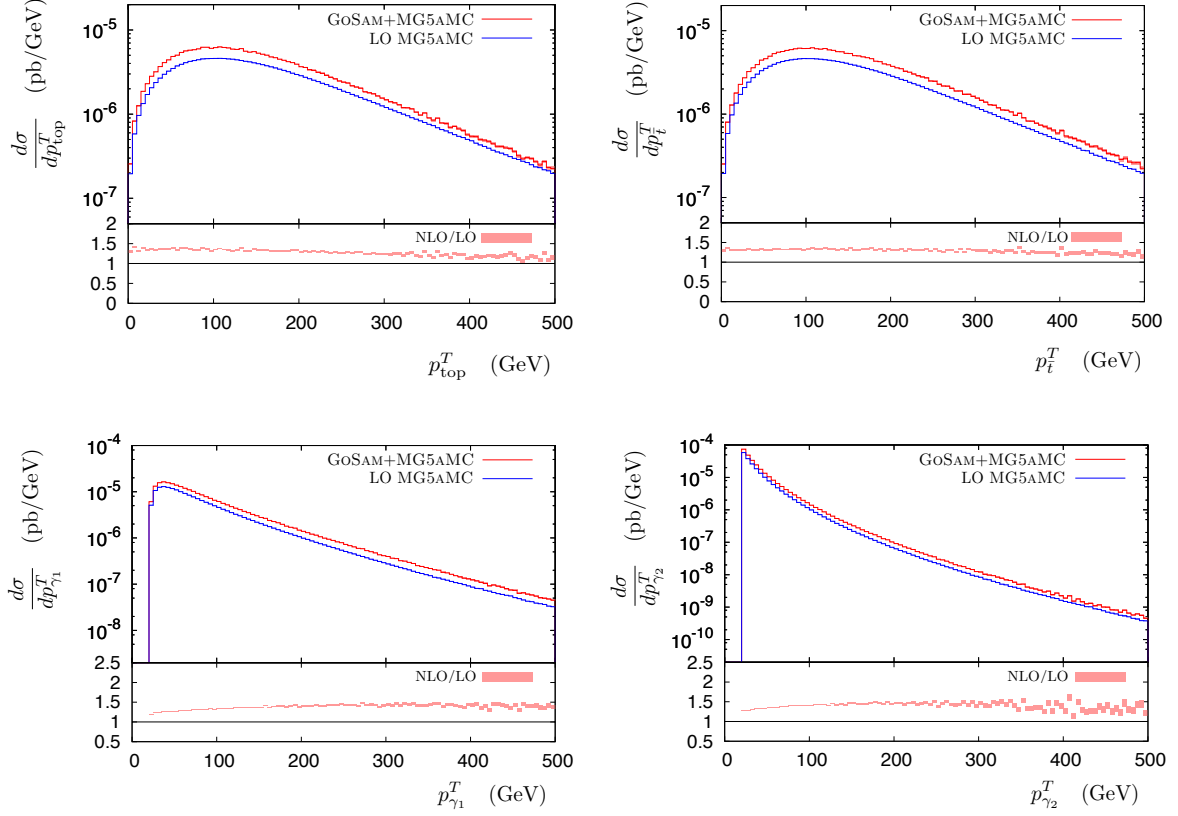 dσ/dp^T_top (pb/GeV)
10^-5
10^-6
10^-7
GoSam+MG5aMC
LO MG5aMC
2
1.5
1
0.5
0
NLO/LO
0 100 200 300 400 500
p^T_top (GeV)
dσ/dp^T_t̄ (pb/GeV)
10^-5
10^-6
10^-7
GoSam+MG5aMC
LO MG5aMC
2
1.5
1
0.5
0
NLO/LO
0 100 200 300 400 500
p^T_t̄ (GeV)
dσ/dp^T_γ1 (pb/GeV)
10^-4
10^-5
10^-6
10^-7
10^-8
GoSam+MG5aMC
LO MG5aMC
2.5
2
1.5
1
0.5
NLO/LO
0 100 200 300 400 500
p^T_γ1 (GeV)
dσ/dp^T_γ2 (pb/GeV)
10^-4
10^-5
10^-6
10^-7
10^-8
10^-9
10^-10
GoSam+MG5aMC
LO MG5aMC
2.5
2
1.5
1
0.5
NLO/LO
0 100 200 300 400 500
p^T_γ2 (GeV)